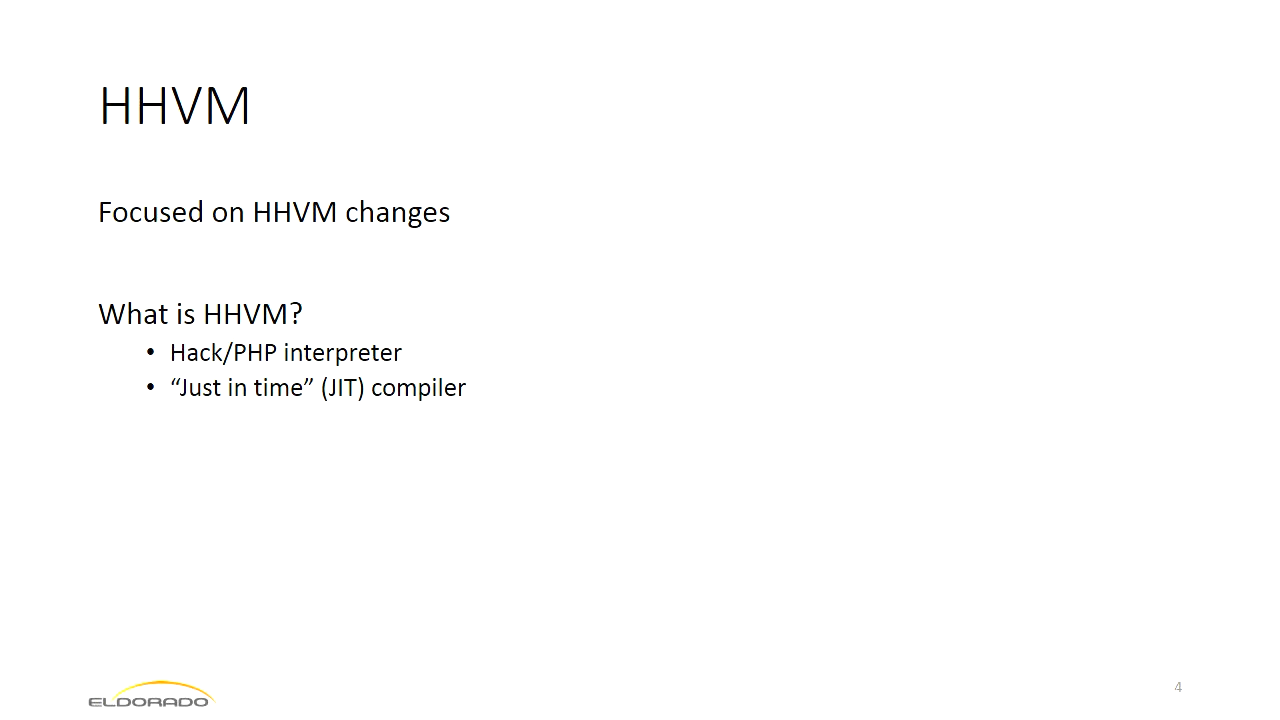 HHVM
Focused on HHVM changes
What is HHVM?
• Hack/PHP interpreter
• “Just in time” (JIT) compiler
ELDORADO
4